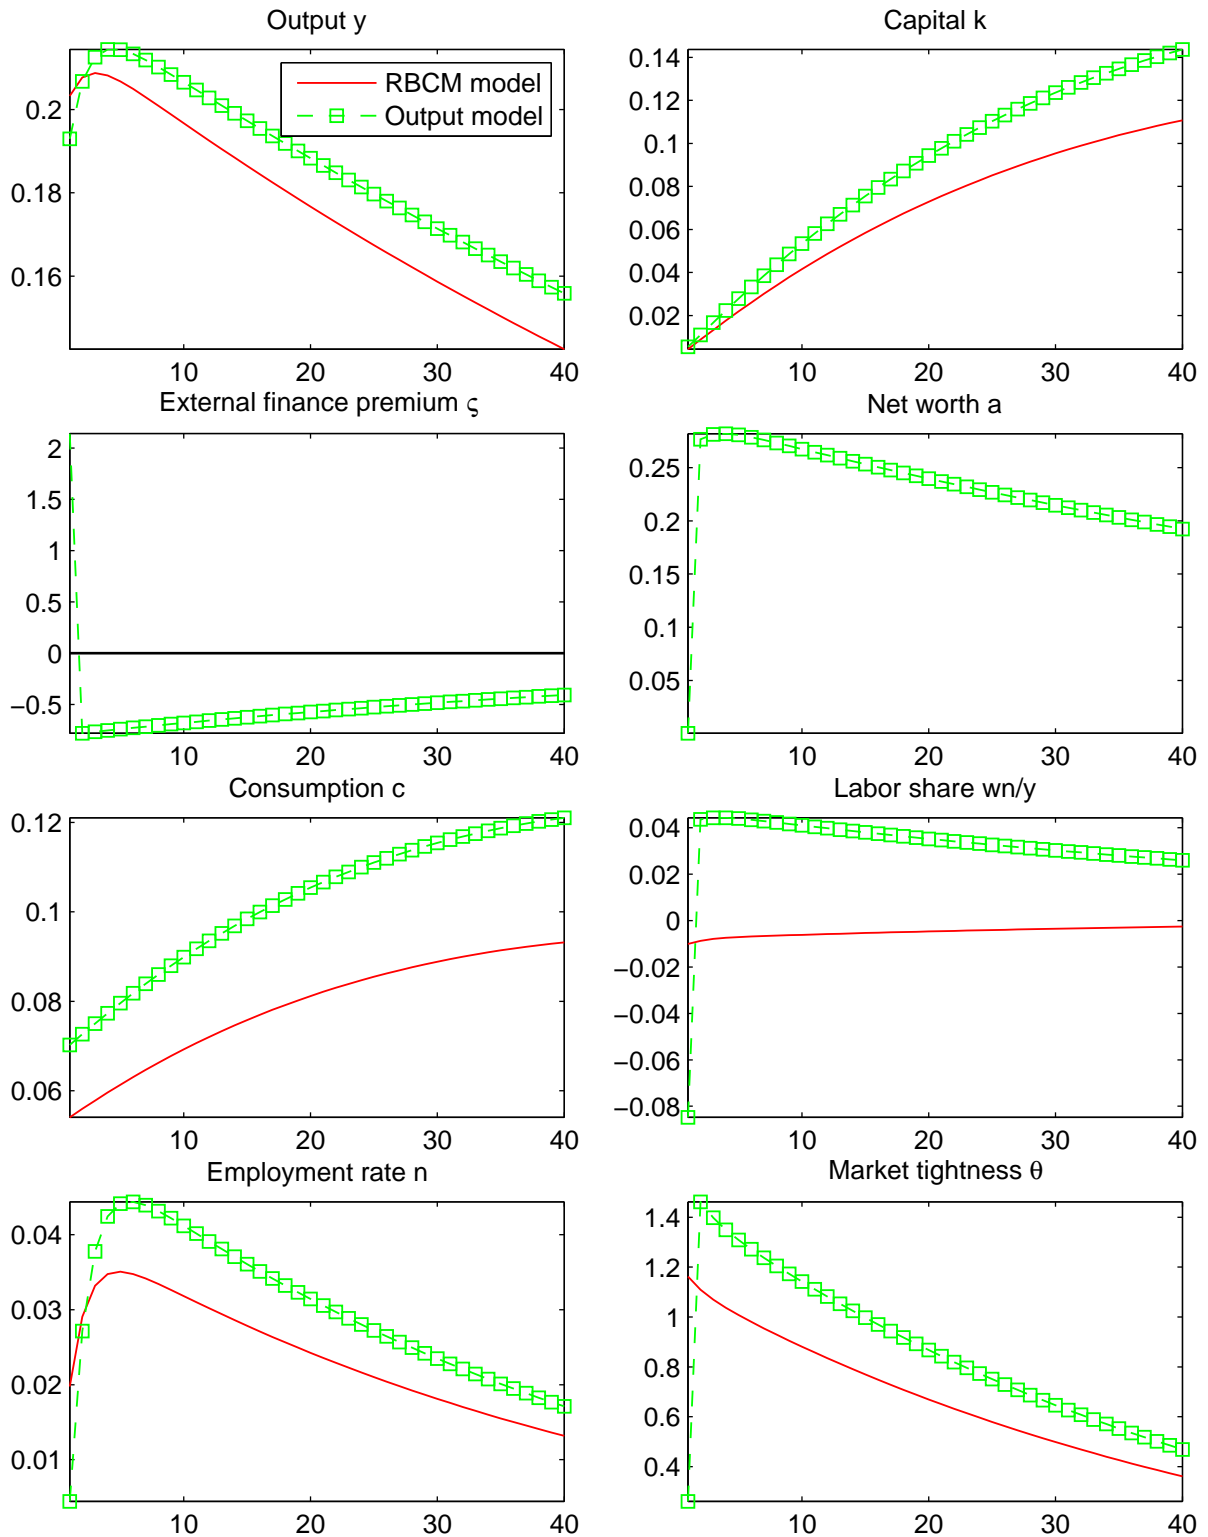 Output y
RBCM model
Output model
0.2
0.18
0.16
10 20 30 40
Capital k
0.14
0.12
0.1
0.08
0.06
0.04
0.02
10 20 30 40
External finance premium ς
2
1.5
1
0.5
0
−0.5
10 20 30 40
Net worth a
0.25
0.2
0.15
0.1
0.05
10 20 30 40
Consumption c
0.12
0.1
0.08
0.06
10 20 30 40
Labor share wn/y
0.04
0.02
0
−0.02
−0.04
−0.06
−0.08
10 20 30 40
Employment rate n
0.04
0.03
0.02
0.01
10 20 30 40
Market tightness θ
1.4
1.2
1
0.8
0.6
0.4
10 20 30 40